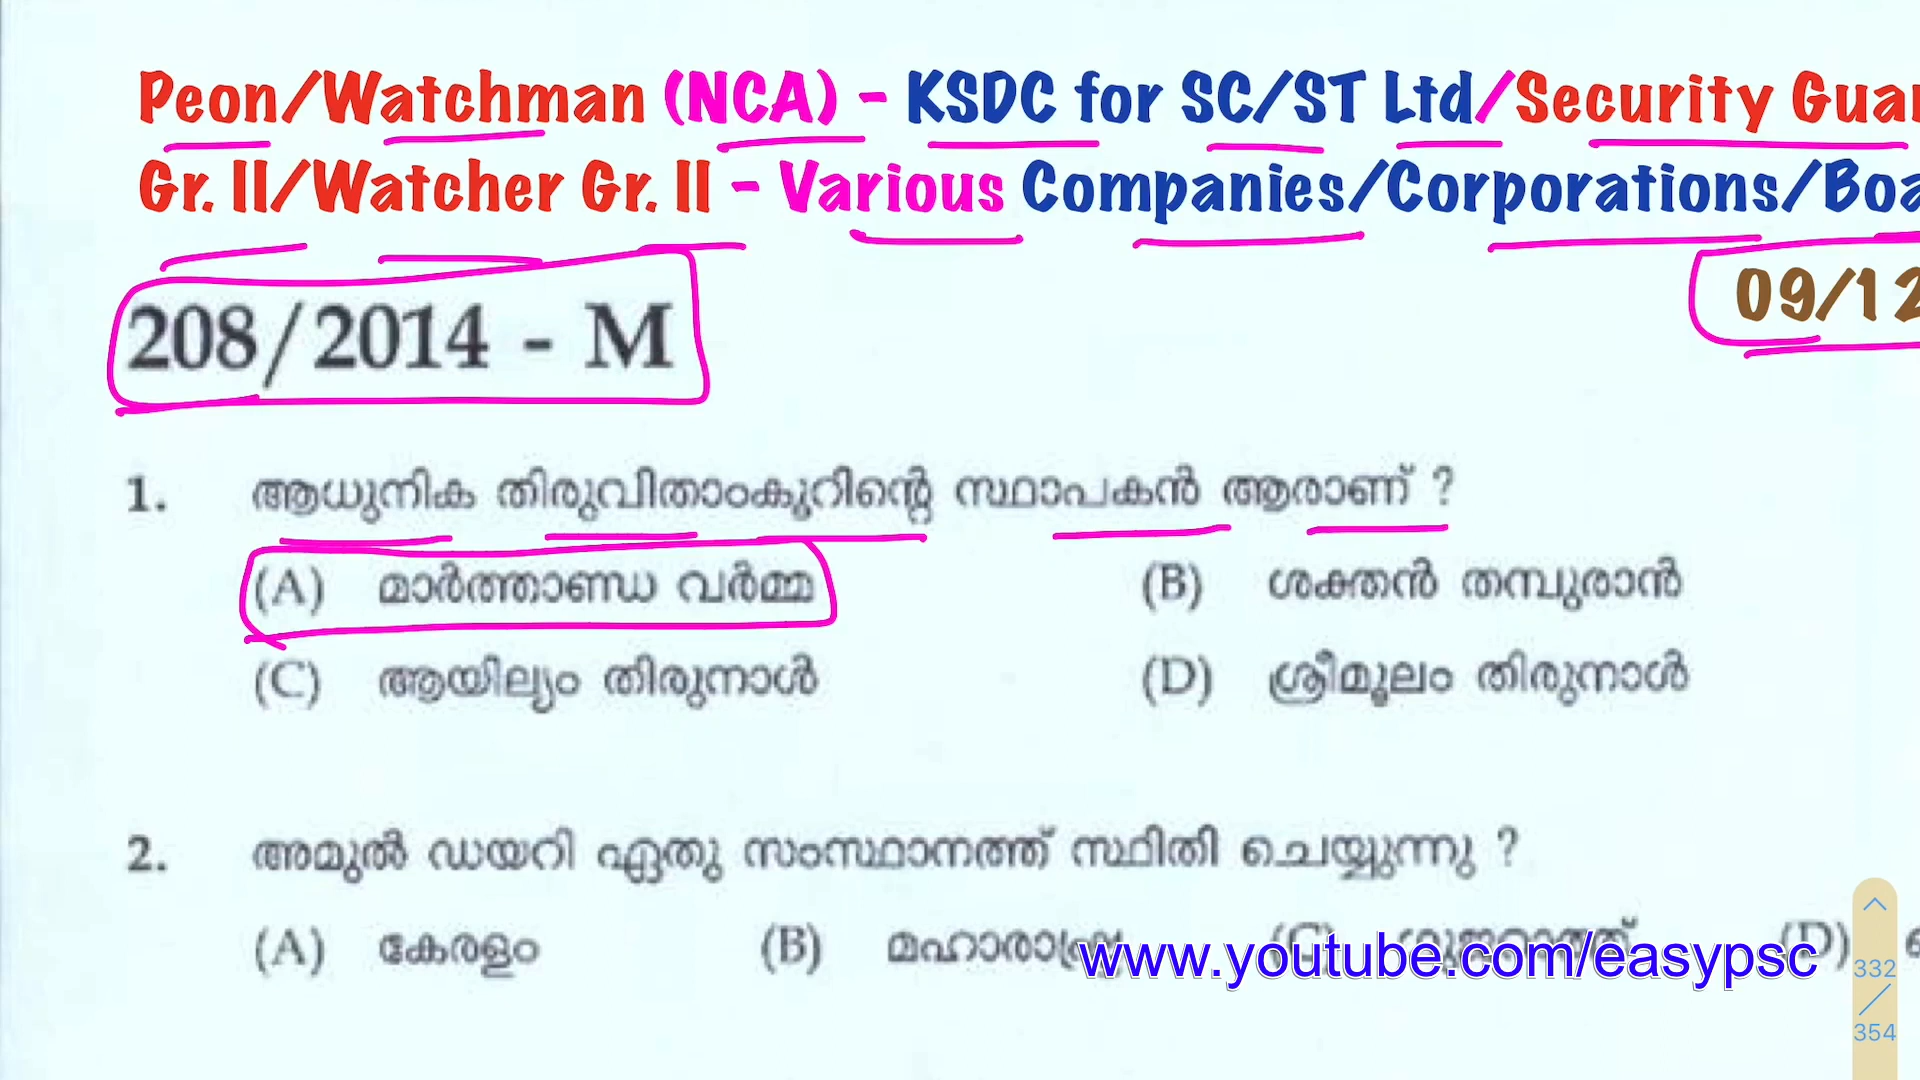 Peon/Watchman (NCA) - KSDC for SC/ST Ltd/Security
Gr. II/Watcher Gr. II - Various Companies/Corporations/
208/2014 - M
09/12
1. ആധുനിക തിരുവിതാംകൂറിന്റെ സ്ഥാപകൻ ആരാണ് ?
(A) മാർത്താണ്ഡ വർമ്മ (B) ശക്തൻ തമ്പുരാൻ
(C) ആയില്യം തിരുനാൾ (D) ശ്രീമൂലം തിരുനാൾ
2. അമുൽ ഡയറി ഏതു സംസ്ഥാനത്ത് സ്ഥിതി ചെയ്യുന്നു ?
(A) കേരളം (B) മഹാരാഷ്ട്ര (C) ഗുജറാത്ത് (D)
www.youtube.com/easypsc
332
354